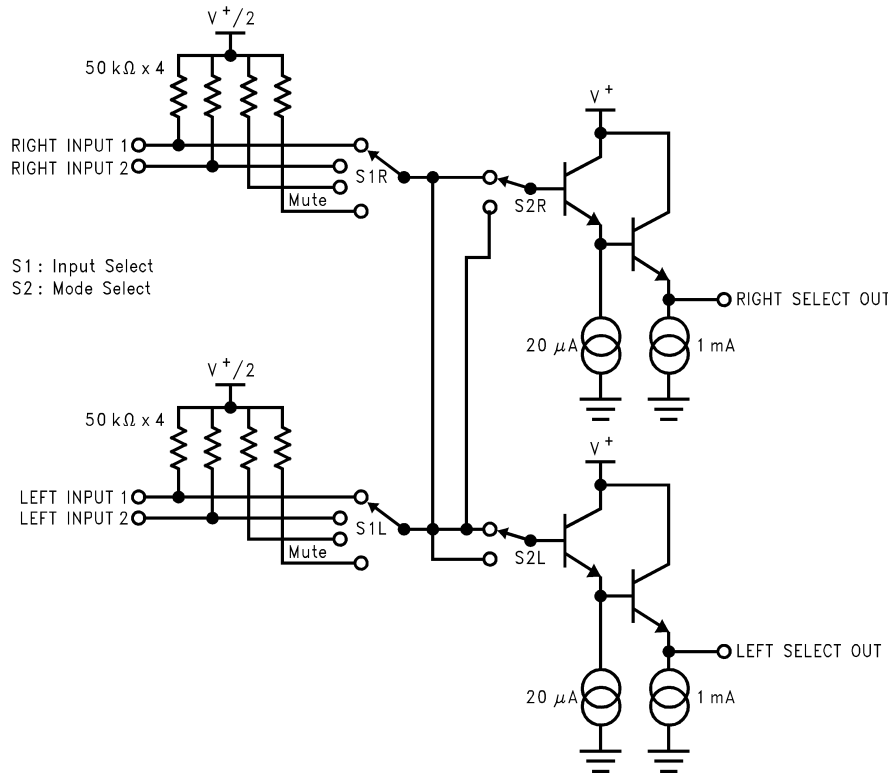 V⁺/2
50 kΩ x 4
V⁺
RIGHT INPUT 1
RIGHT INPUT 2
S1R
Mute
S2R
S1 : Input Select
S2 : Mode Select
RIGHT SELECT OUT
20 μA
1 mA
V⁺/2
50 kΩ x 4
V⁺
LEFT INPUT 1
LEFT INPUT 2
S1L
Mute
S2L
LEFT SELECT OUT
20 μA
1 mA